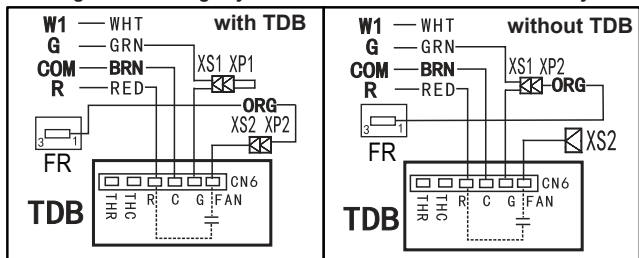 with TDB
W1 WHT
G GRN
COM BRN
R RED
XS1 XP1
ORG
XS2 XP2
3 1
FR
CN6
TDB
THR THC R C G FAN
without TDB
W1 WHT
G GRN
COM BRN
R RED
XS1 XP2
ORG
3 1
FR
XS2
CN6
TDB
THR THC R C G FAN